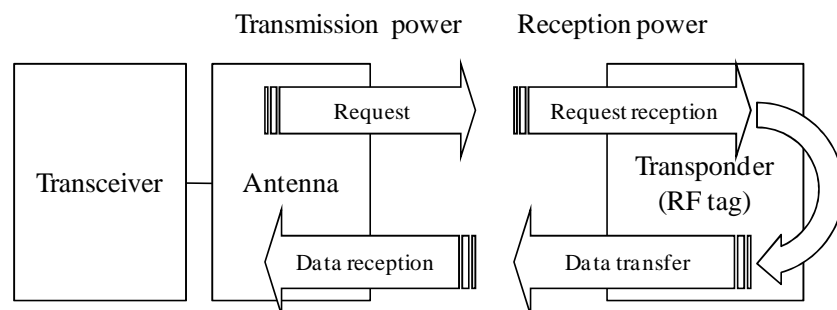 Transmission power
Reception power
Request
Request reception
Transceiver
Antenna
Transponder
(RF tag)
Data reception
Data transfer